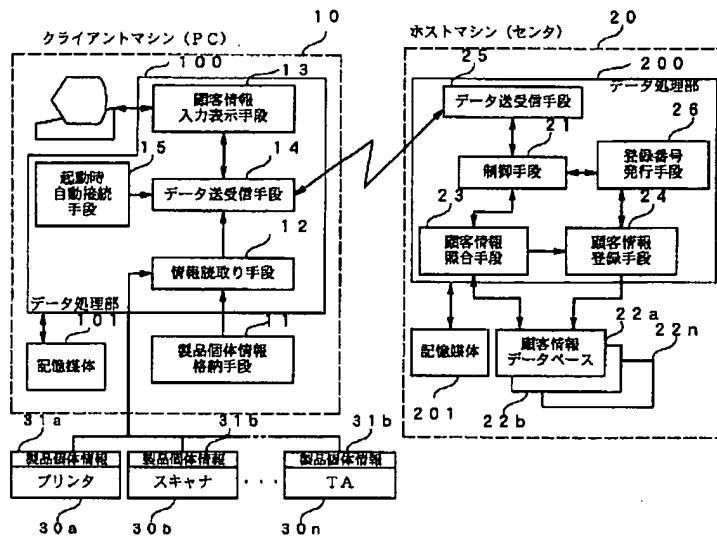 クライアントマシン(PC)
10
100
13
顧客情報
入力表示手段
15
14
起動時
自動接続
手段
データ送受信手段
12
情報読取り手段
データ処理部
101
11
記憶媒体
製品個体情報
格納手段
31a
31b
31b
製品個体情報
製品個体情報
製品個体情報
プリンタ
スキャナ
・・・
TA
30a
30b
30n
ホストマシン(センタ)
20
25
200
データ処理部
データ送受信手段
21
26
制御手段
登録番号
発行手段
23
24
顧客情報
照合手段
顧客情報
登録手段
22a
22n
記憶媒体
顧客情報
データベース
201
22b